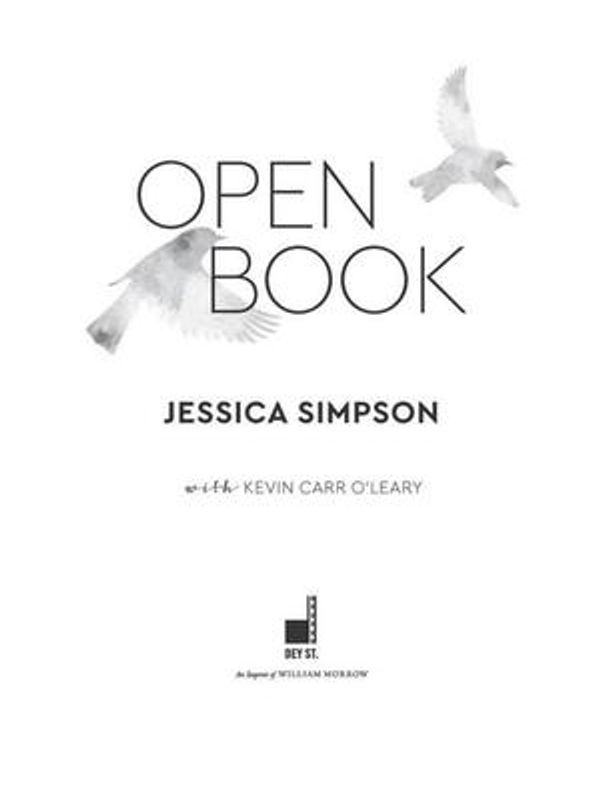 OPEN
BOOK
JESSICA SIMPSON
with KEVIN CARR O'LEARY
DEY ST.
An Imprint of WILLIAM MORROW